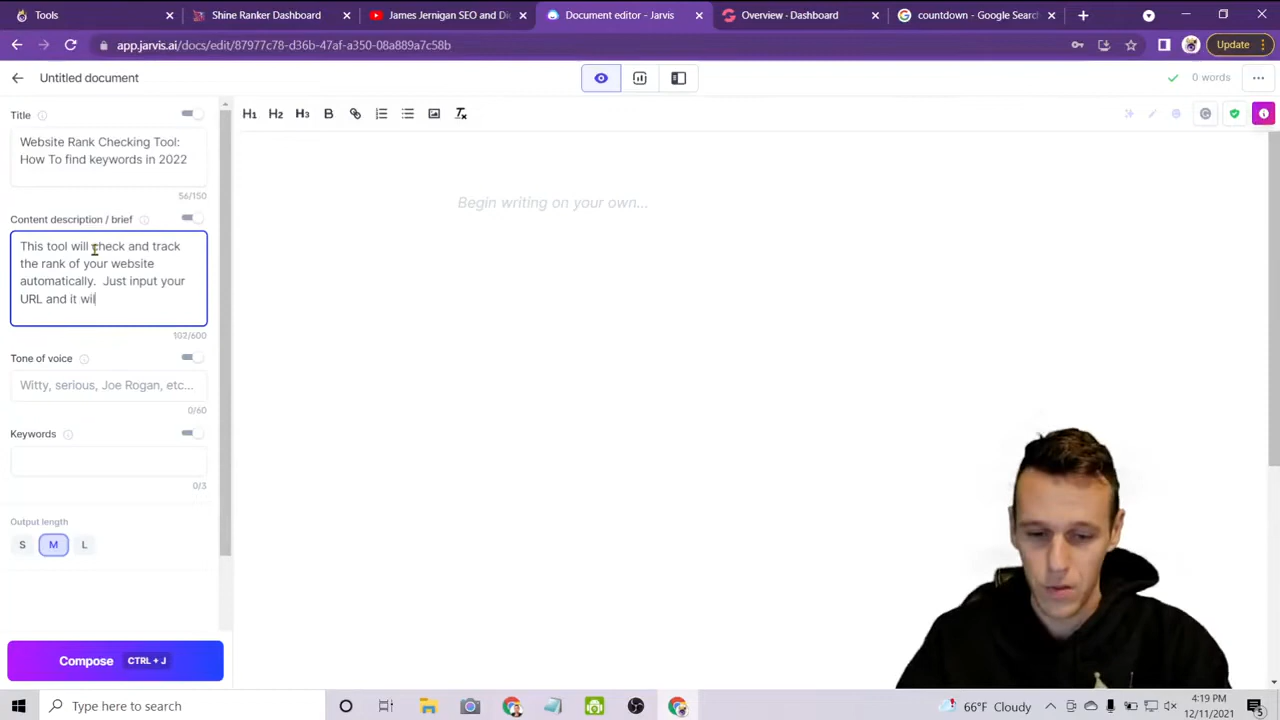 Tools
Shine Ranker Dashboard
James Jernigan SEO and Di
Document editor - Jarvis
Overview - Dashboard
countdown - Google Searc
app.jarvis.ai/docs/edit/87977c78-d36b-47af-a350-08a889a7c58b
Update
Untitled document
0 words
Title
Website Rank Checking Tool:
How To find keywords in 2022
56/150
Content description / brief
This tool will check and track
the rank of your website
automatically. Just input your
URL and it wil
102/600
Tone of voice
Witty, serious, Joe Rogan, etc...
0/60
Keywords
0/3
Output length
S M L
Compose CTRL + J
H1 H2 H3 B
Begin writing on your own...
Type here to search
66°F Cloudy
4:19 PM
12/11/2021
5